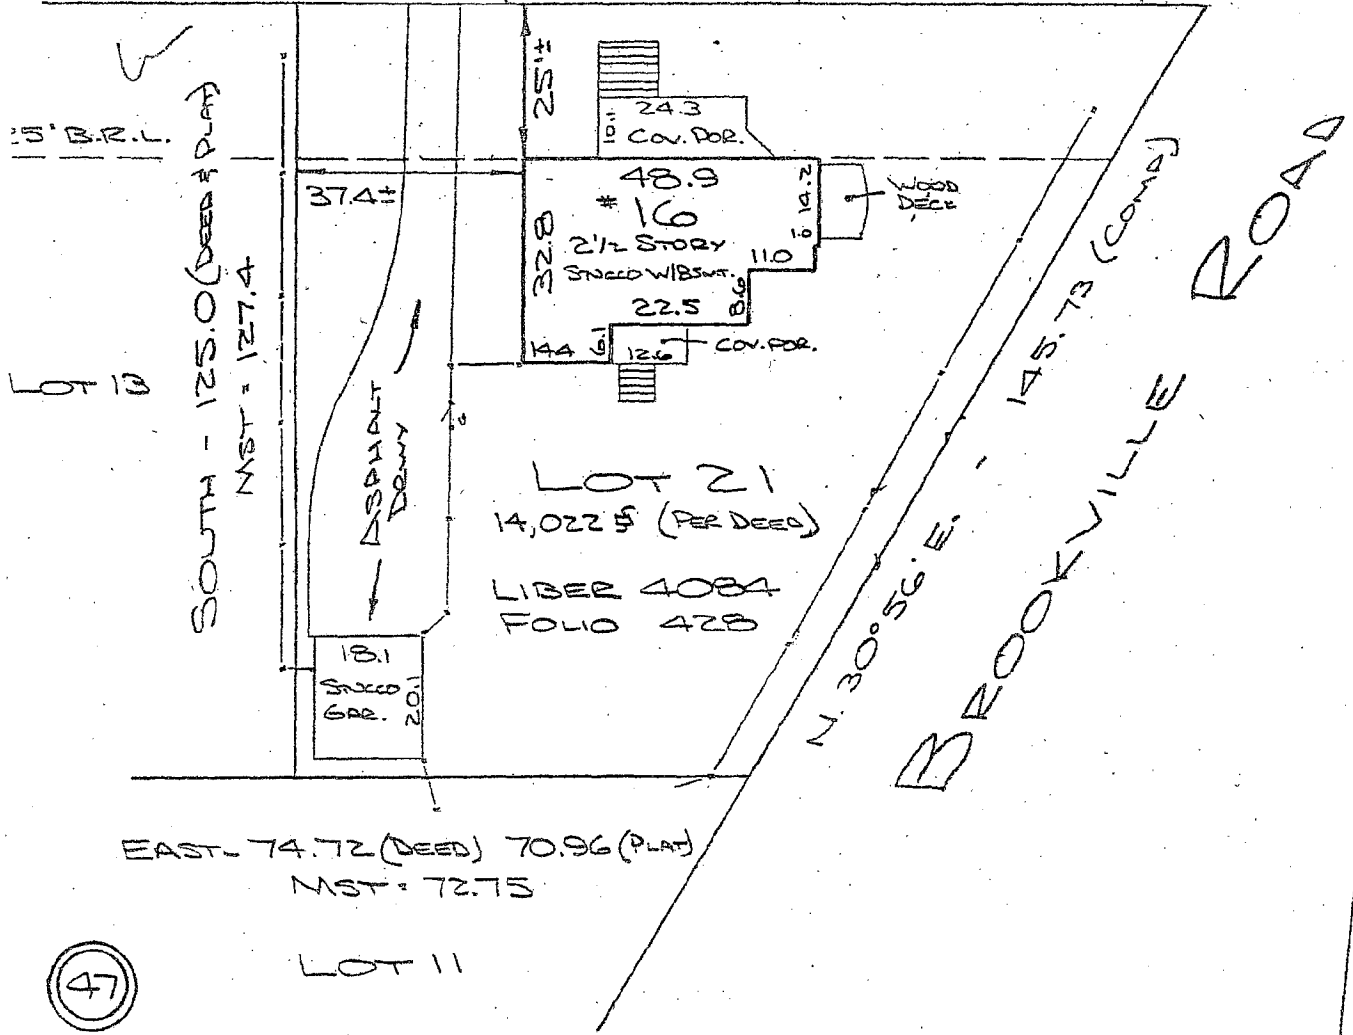 25'±
24.3
10.1
COV. POR.
25' B.R.L.
37.4±
48.9
# 16
2 1/2 STORY
STUCCO W/BSMT.
32.8
14.2
1.0
11.0
8.6
22.5
14.4
6.1
12.6
COV. POR.
WOOD
DECK
SOUTH - 125.0 (DEED & PLAT)
MST = 127.4
LOT 13
ASPHALT
DRWY
LOT 21
14,022 SF (PER DEED)
LIBER 4084
FOLIO 428
18.1
STUCCO
GAR.
20.1
N. 30° 56' E. - 145.73 (COMP)
BROOKVILLE ROAD
EAST - 74.72 (DEED) 70.96 (PLAT)
MST = 72.75
LOT 11
47